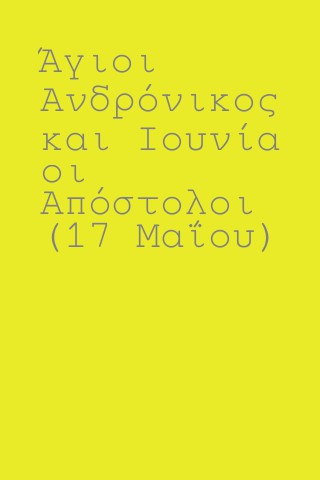 Άγιοι
Ανδρόνικος
και Ιουνία
οι
Απόστολοι
(17 Μαΐου)